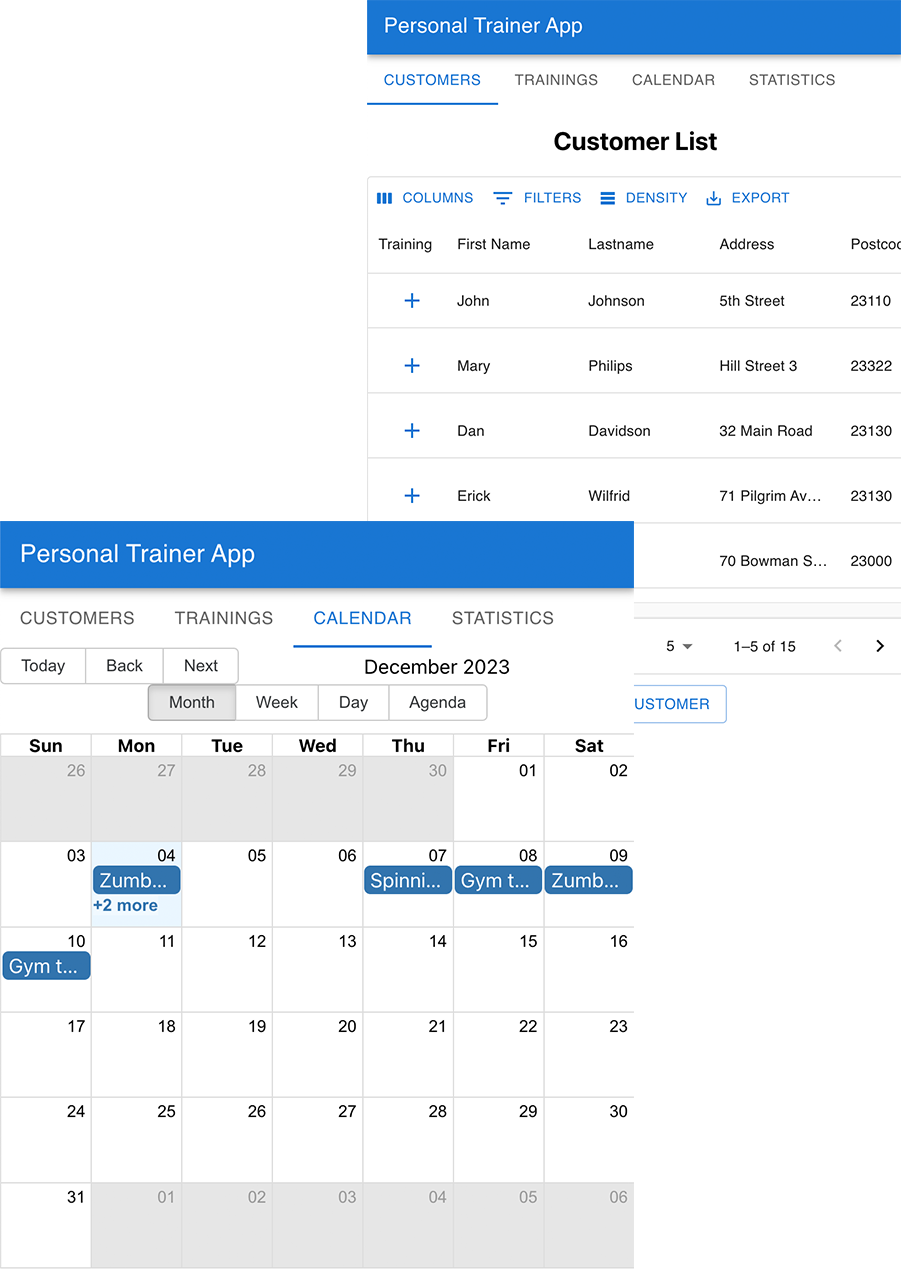 Personal Trainer App
CUSTOMERS TRAININGS CALENDAR STATISTICS
Customer List
COLUMNS FILTERS DENSITY EXPORT
Training First Name Lastname Address Postcoo
+ John Johnson 5th Street 23110
+ Mary Philips Hill Street 3 23322
+ Dan Davidson 32 Main Road 23130
+ Erick Wilfrid 71 Pilgrim Av... 23130
70 Bowman S... 23000
5 1–5 of 15
USTOMER
Personal Trainer App
CUSTOMERS TRAININGS CALENDAR STATISTICS
Today Back Next December 2023
Month Week Day Agenda
Sun Mon Tue Wed Thu Fri Sat
26 27 28 29 30 01 02
03 04 05 06 07 08 09
Zumb... Spinni... Gym t... Zumb...
+2 more
10 11 12 13 14 15 16
Gym t...
17 18 19 20 21 22 23
24 25 26 27 28 29 30
31 01 02 03 04 05 06